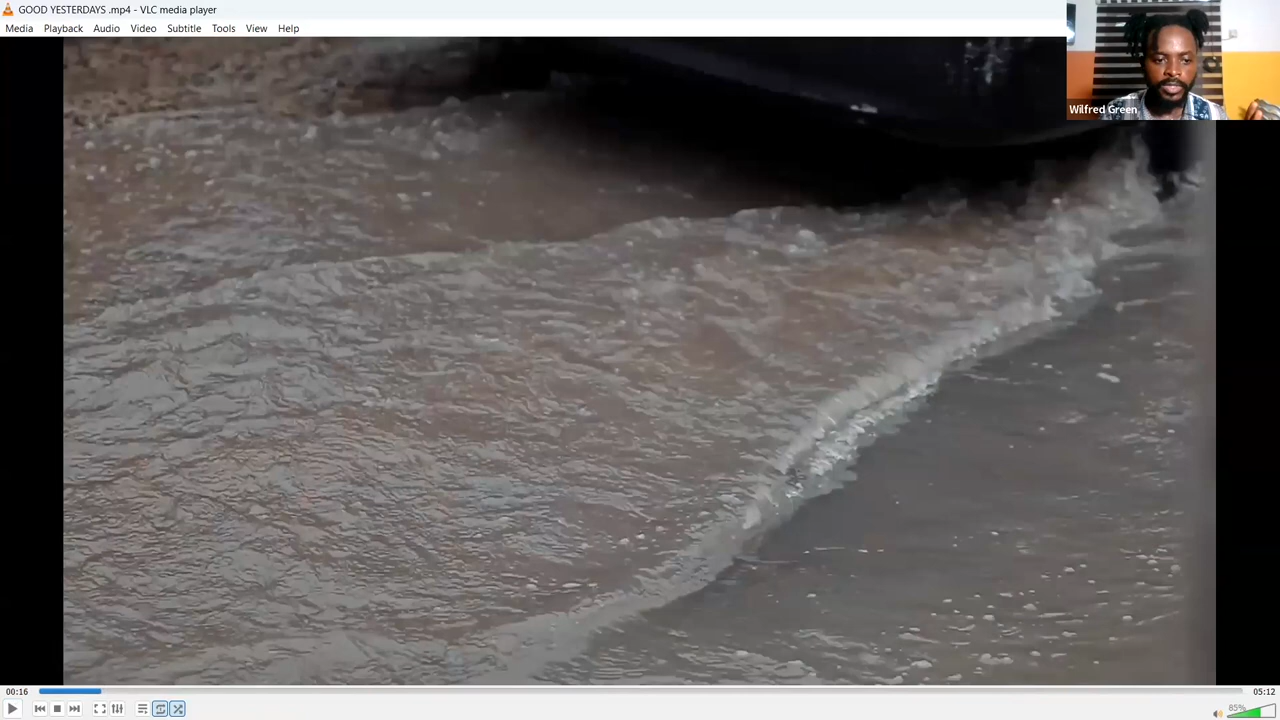 GOOD YESTERDAYS .mp4 - VLC media player
Media Playback Audio Video Subtitle Tools View Help
Wilfred Green
00:16
05:12
85%